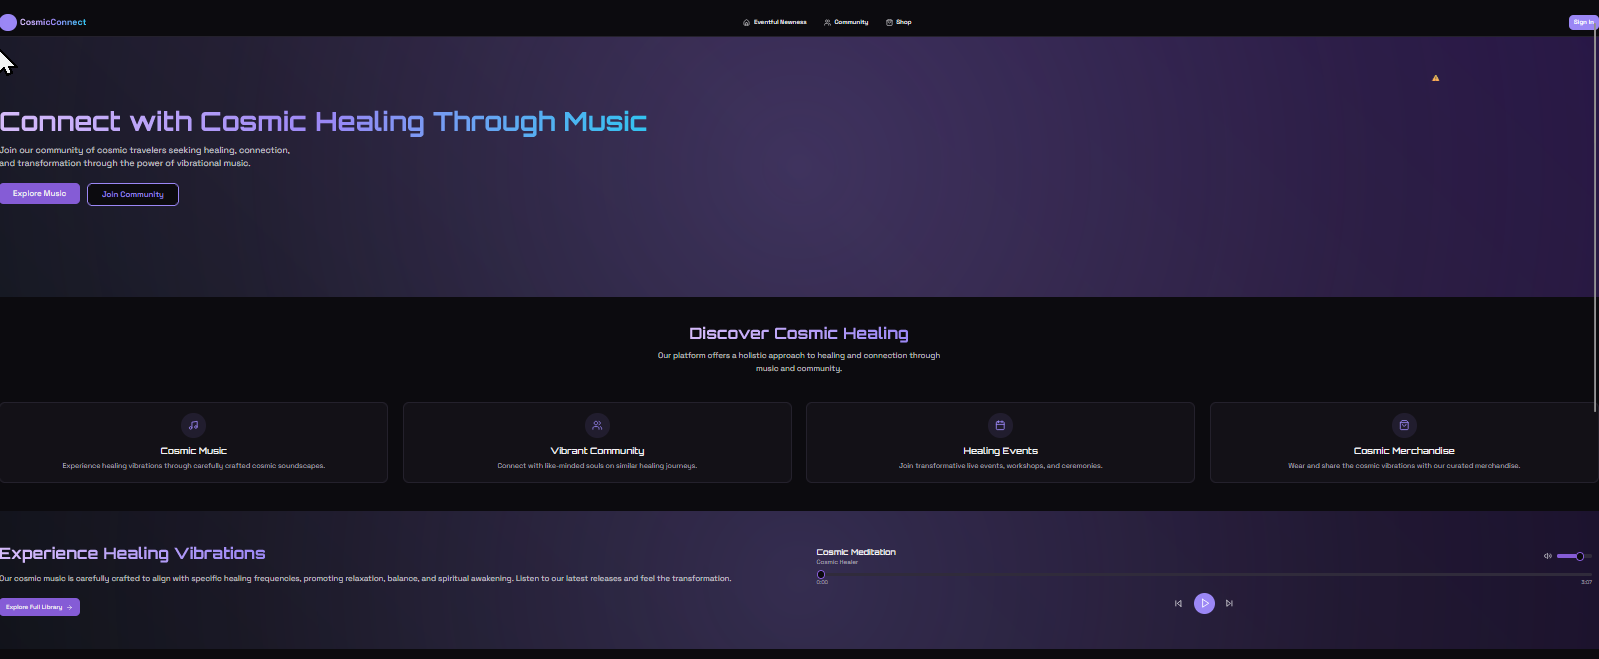 CosmicConnect
Eventful Newness
Community
Shop
Sign In
Connect with Cosmic Healing Through Music
Join our community of cosmic travelers seeking healing, connection,
and transformation through the power of vibrational music.
Explore Music
Join Community
Discover Cosmic Healing
Our platform offers a holistic approach to healing and connection through
music and community.
Cosmic Music
Experience healing vibrations through carefully crafted cosmic soundscapes.
Vibrant Community
Connect with like-minded souls on similar healing journeys.
Healing Events
Join transformative live events, workshops, and ceremonies.
Cosmic Merchandise
Wear and share the cosmic vibrations with our curated merchandise.
Experience Healing Vibrations
Our cosmic music is carefully crafted to align with specific healing frequencies, promoting relaxation, balance, and spiritual awakening. Listen to our latest releases and feel the transformation.
Explore Full Library
Cosmic Meditation
Cosmic Healer
0:00
3:07